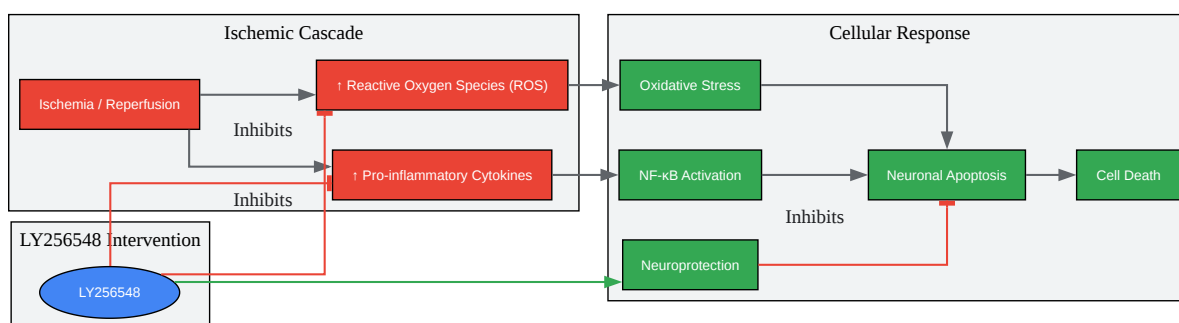 Ischemic Cascade
Cellular Response
Ischemia / Reperfusion
↑ Reactive Oxygen Species (ROS)
Oxidative Stress
Inhibits
↑ Pro-inflammatory Cytokines
NF-κB Activation
Neuronal Apoptosis
Cell Death
Inhibits
Inhibits
LY256548 Intervention
Neuroprotection
LY256548